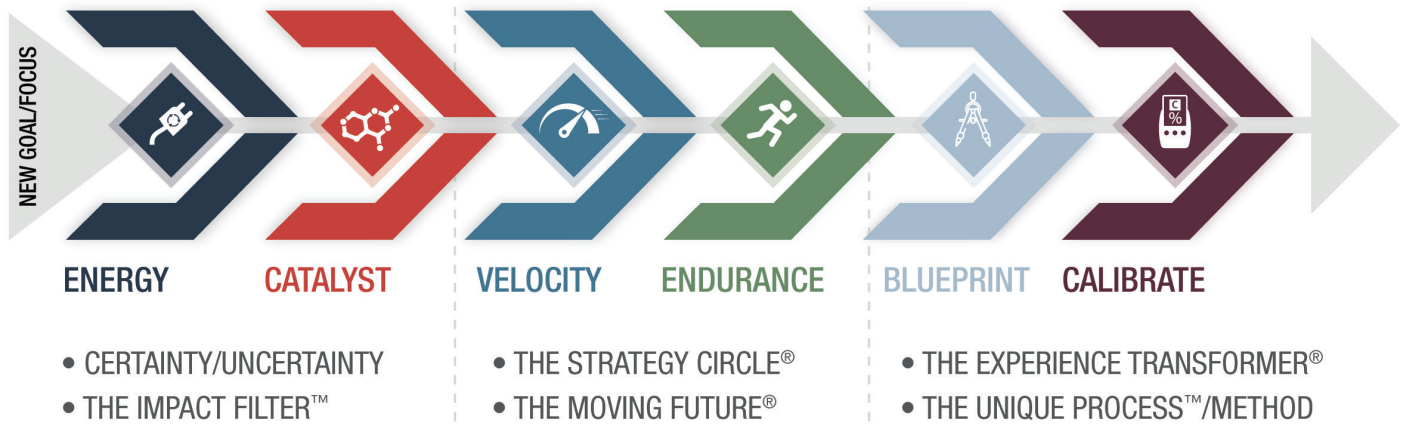 NEW GOAL/FOCUS
C
%
ENERGY
CATALYST
VELOCITY
ENDURANCE
BLUEPRINT
CALIBRATE
• CERTAINTY/UNCERTAINTY
• THE IMPACT FILTER™
• THE STRATEGY CIRCLE®
• THE MOVING FUTURE®
• THE EXPERIENCE TRANSFORMER®
• THE UNIQUE PROCESS™/METHOD